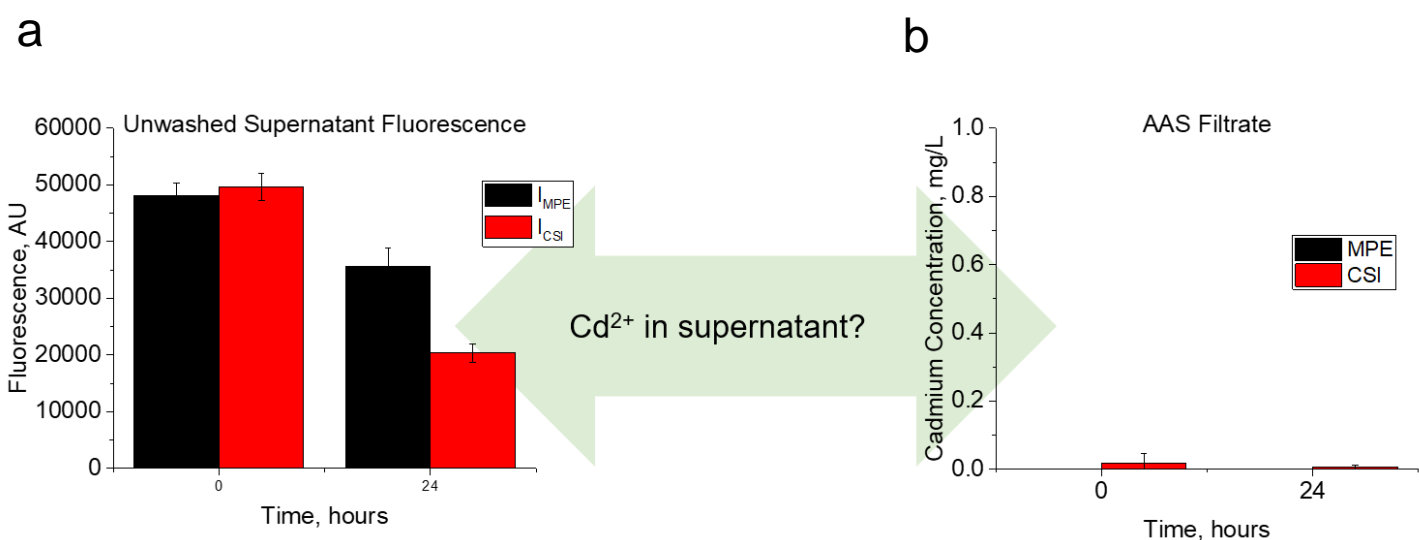 a
Unwashed Supernatant Fluorescence
60000
50000
40000
30000
20000
10000
0
Fluorescence, AU
I_MPE
I_CSI
0
24
Time, hours
Cd²⁺ in supernatant?
b
AAS Filtrate
1.0
0.8
0.6
0.4
0.2
0.0
Cadmium Concentration, mg/L
MPE
CSI
0
24
Time, hours